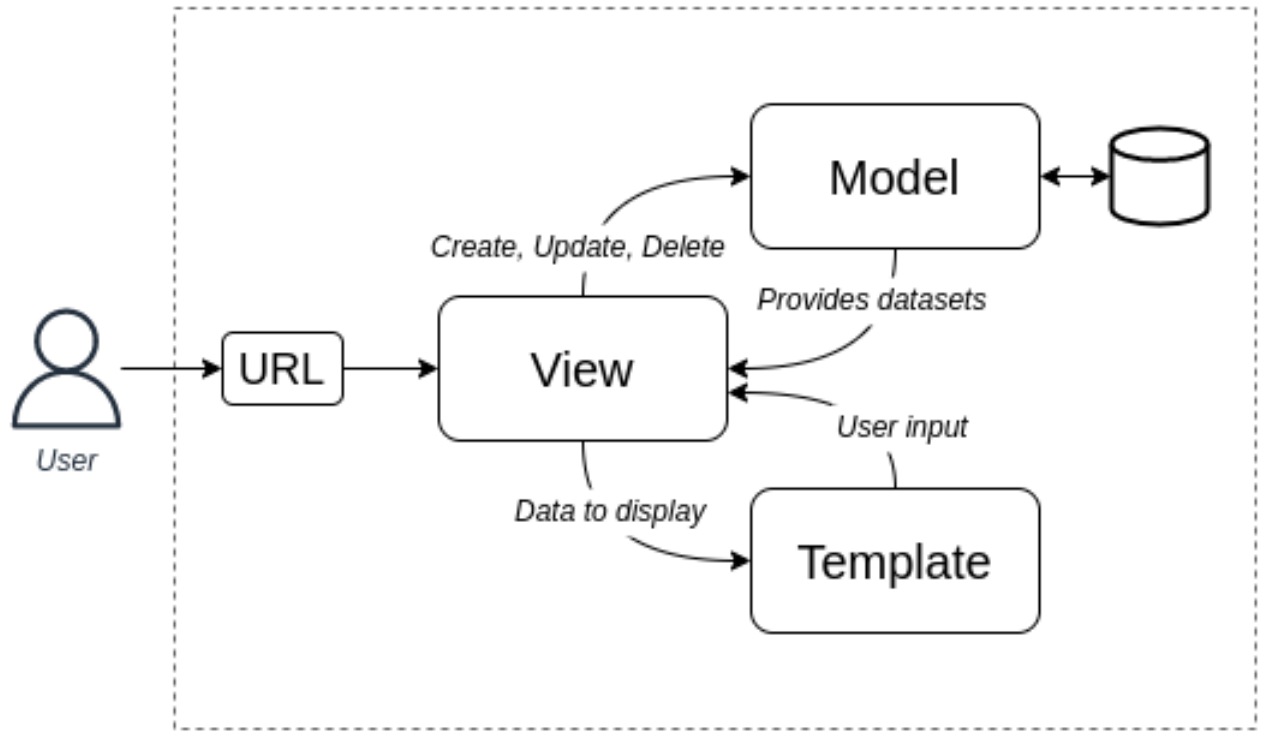 Model
Create, Update, Delete
Provides datasets
URL
View
User input
User
Data to display
Template